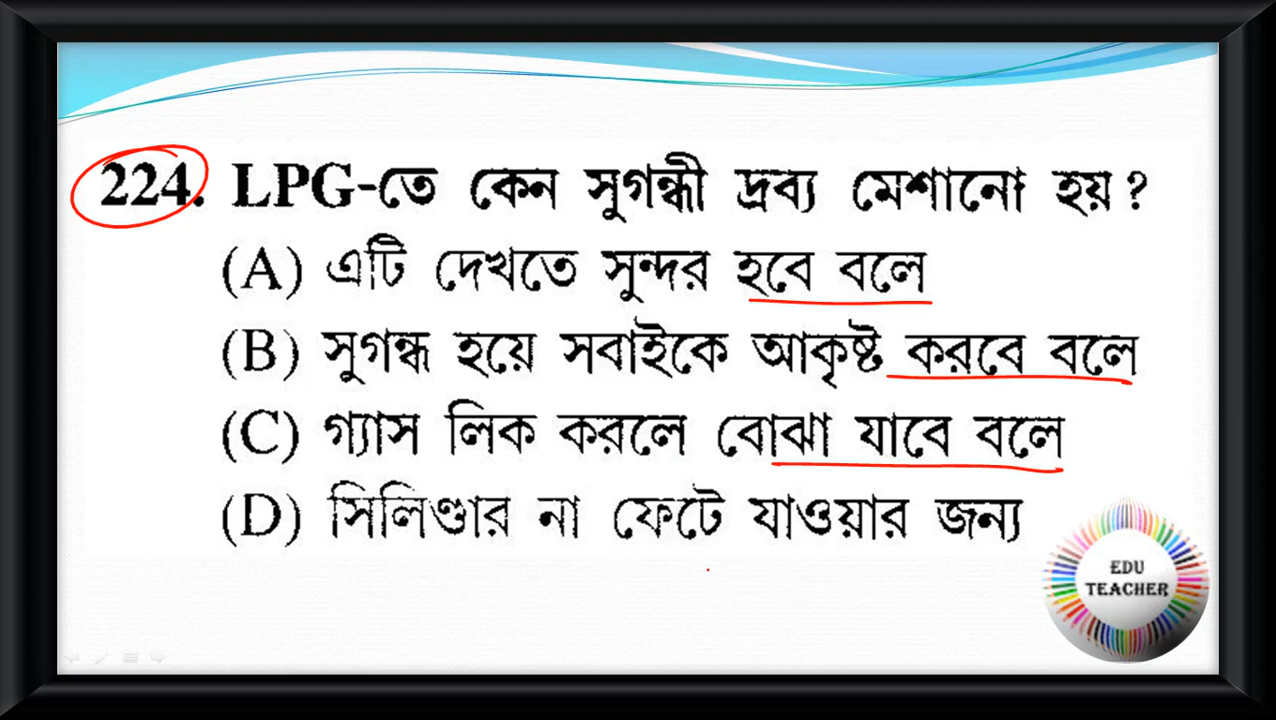 224. LPG-তে কেন সুগন্ধী দ্রব্য মেশানো হয় ?
(A) এটি দেখতে সুন্দর হবে বলে
(B) সুগন্ধ হয়ে সবাইকে আকৃষ্ট করবে বলে
(C) গ্যাস লিক করলে বোঝা যাবে বলে
(D) সিলিণ্ডার না ফেটে যাওয়ার জন্য
EDU
TEACHER